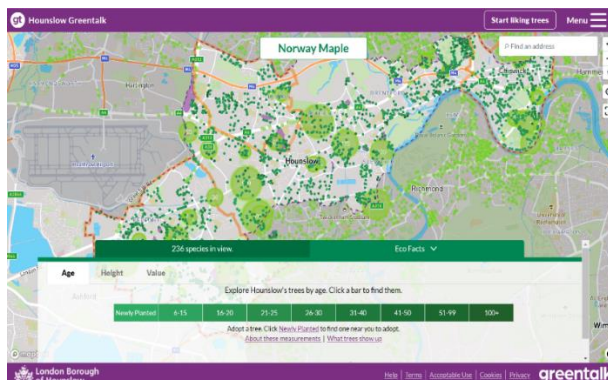 gt Hounslow Greentalk
Start liking trees
Menu
Norway Maple
Find an address
Hounslow
Richmond
236 species in view.
Eco Facts
Age Height Value
Explore Hounslow's trees by age. Click a bar to find them.
Newly Planted 6-15 16-20 21-25 26-30 31-40 41-50 51-99 100+
Adopt a tree. Click Newly Planted to find one near you to adopt.
About these measurements | What trees show up
London Borough
of Hounslow
Help | Terms | Acceptable Use | Cookies | Privacy
greentalk